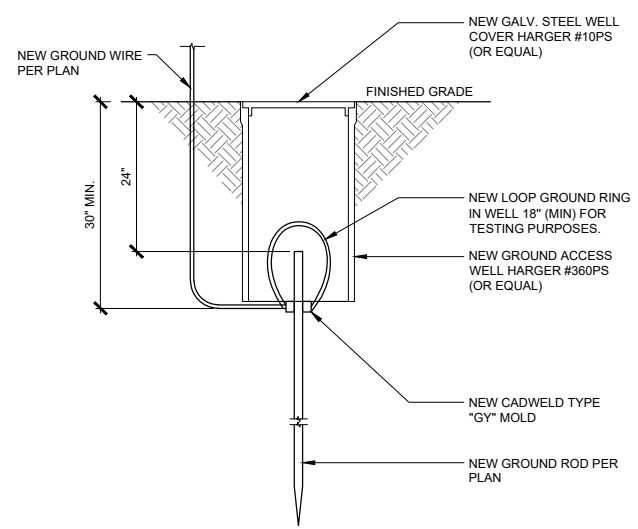 NEW GALV. STEEL WELL
COVER HARGER #10PS
(OR EQUAL)
NEW GROUND WIRE
PER PLAN
FINISHED GRADE
24"
30" MIN.
NEW LOOP GROUND RING
IN WELL 18" (MIN) FOR
TESTING PURPOSES.
NEW GROUND ACCESS
WELL HARGER #360PS
(OR EQUAL)
NEW CADWELD TYPE
"GY" MOLD
NEW GROUND ROD PER
PLAN